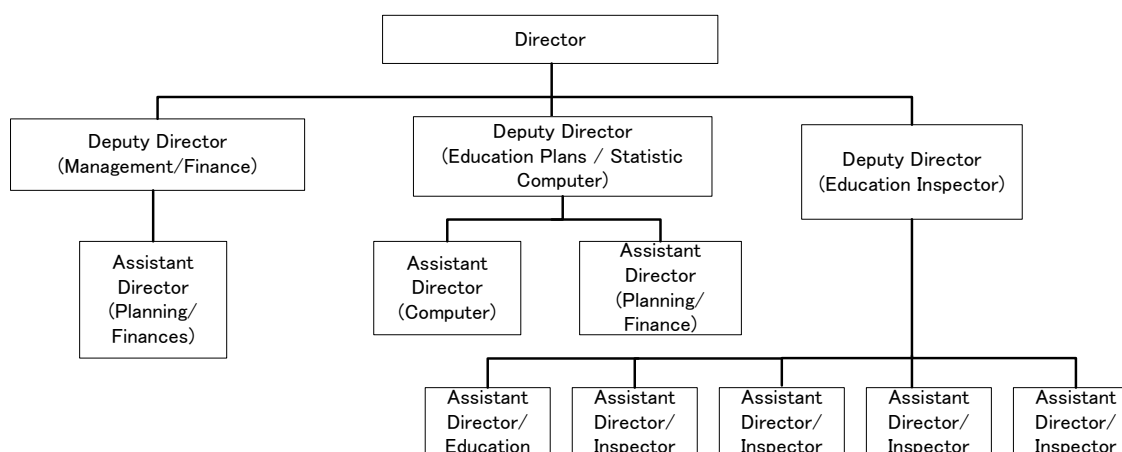 Director
Deputy Director
(Management/Finance)
Deputy Director
(Education Plans / Statistic
Computer)
Deputy Director
(Education Inspector)
Assistant
Director
(Planning/
Finances)
Assistant
Director
(Computer)
Assistant
Director
(Planning/
Finance)
Assistant
Director/
Education
Assistant
Director/
Inspector
Assistant
Director/
Inspector
Assistant
Director/
Inspector
Assistant
Director/
Inspector